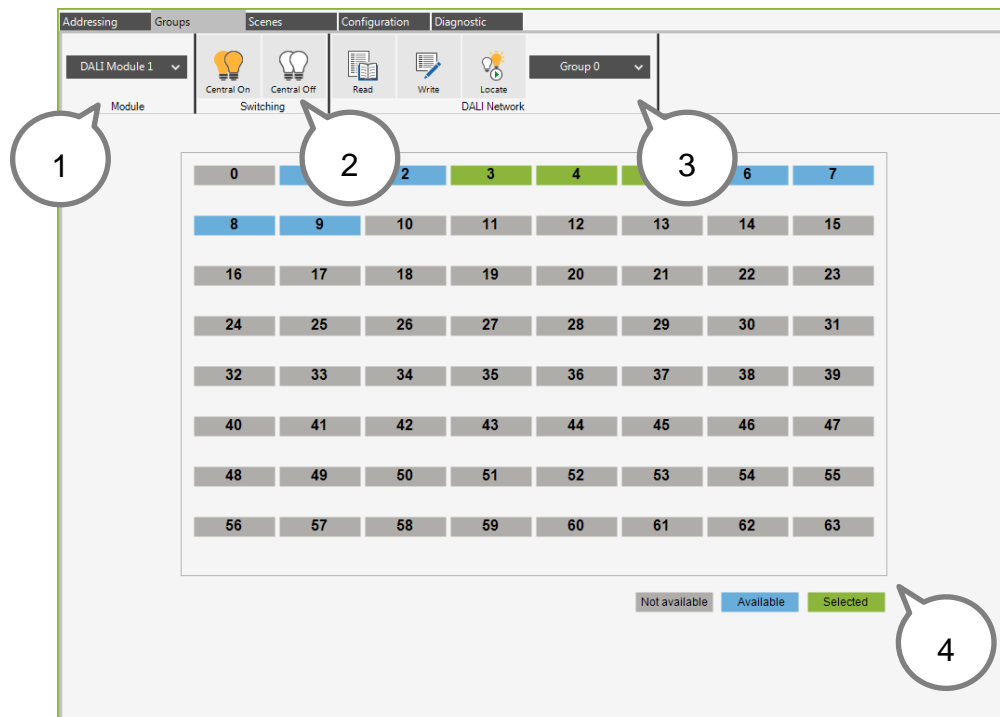 Addressing Groups Scenes Configuration Diagnostic
DALI Module 1 Group 0
Central On Central Off Read Write Locate
Module Switching DALI Network
1 2 3
0 2 3 4 6 7
8 9 10 11 12 13 14 15
16 17 18 19 20 21 22 23
24 25 26 27 28 29 30 31
32 33 34 35 36 37 38 39
40 41 42 43 44 45 46 47
48 49 50 51 52 53 54 55
56 57 58 59 60 61 62 63
Not available Available Selected
4